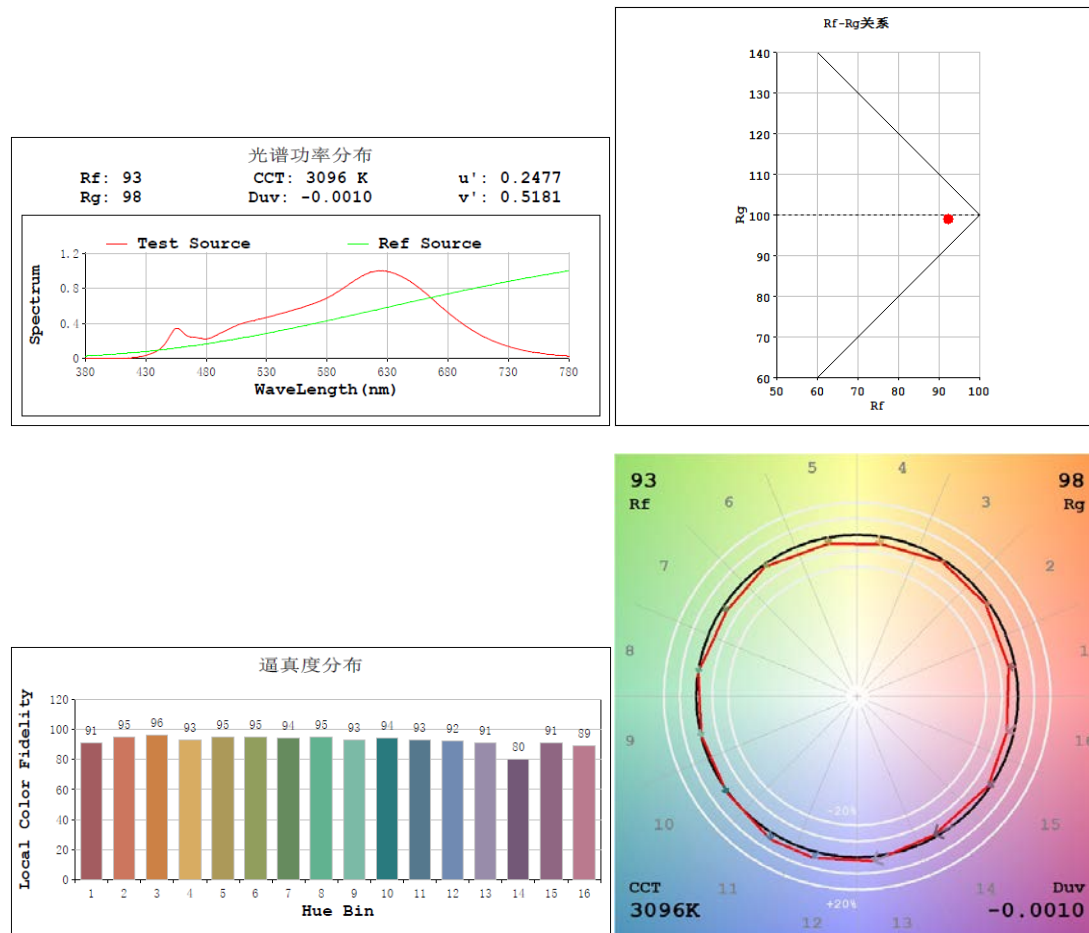 光谱功率分布
Rf: 93 CCT: 3096 K u': 0.2477
Rg: 98 Duv: -0.0010 v': 0.5181
Test Source Ref Source
Spectrum
1.2
0.8
0.4
0
380 430 480 530 580 630 680 730 780
WaveLength(nm)
Rf-Rg关系
140
130
120
110
100
90
80
70
60
Rg
50 60 70 80 90 100
Rf
逼真度分布
Local Color Fidelity
120
100
80
60
40
20
0
91 95 96 93 95 95 94 95 93 94 93 92 91 80 91 89
1 2 3 4 5 6 7 8 9 10 11 12 13 14 15 16
Hue Bin
93
Rf
98
Rg
5 4
6 3
7 2
8 1
9 16
10 15
11 14
12 13
-20%
+20%
CCT
3096K
Duv
-0.0010